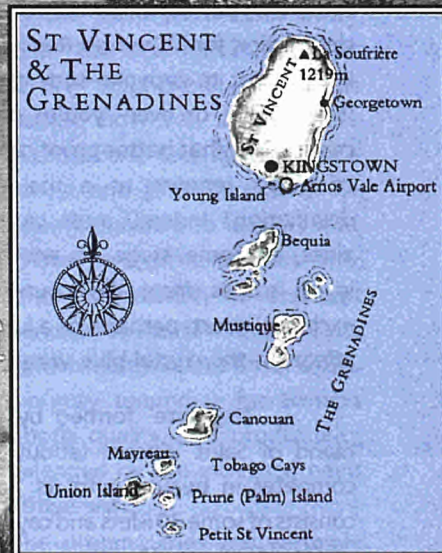 ST VINCENT
& THE
GRENADINES
ST VINCENT
La Soufrière
1219m
Georgetown
KINGSTOWN
Young Island
Arnos Vale Airport
Bequia
Mustique
THE GRENADINES
Canouan
Mayreau
Tobago Cays
Union Island
Prune (Palm) Island
Petit St Vincent